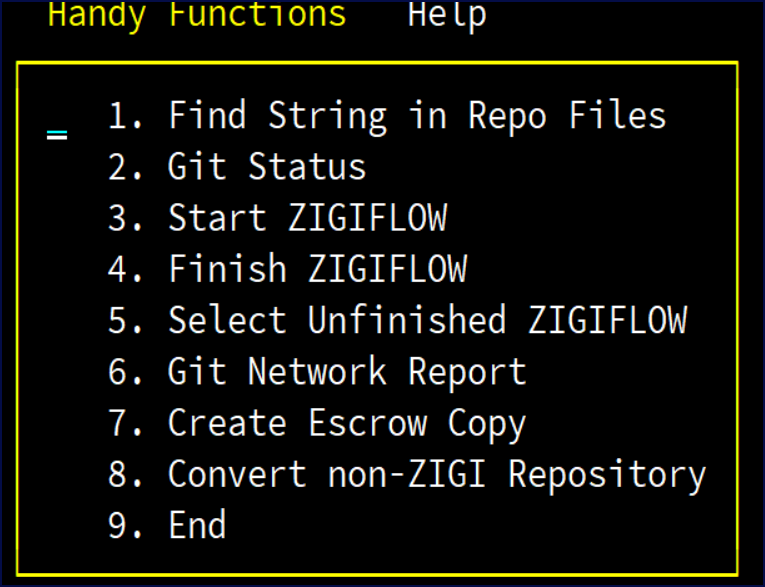 Handy Functions Help
1. Find String in Repo Files
2. Git Status
3. Start ZIGIFLOW
4. Finish ZIGIFLOW
5. Select Unfinished ZIGIFLOW
6. Git Network Report
7. Create Escrow Copy
8. Convert non-ZIGI Repository
9. End